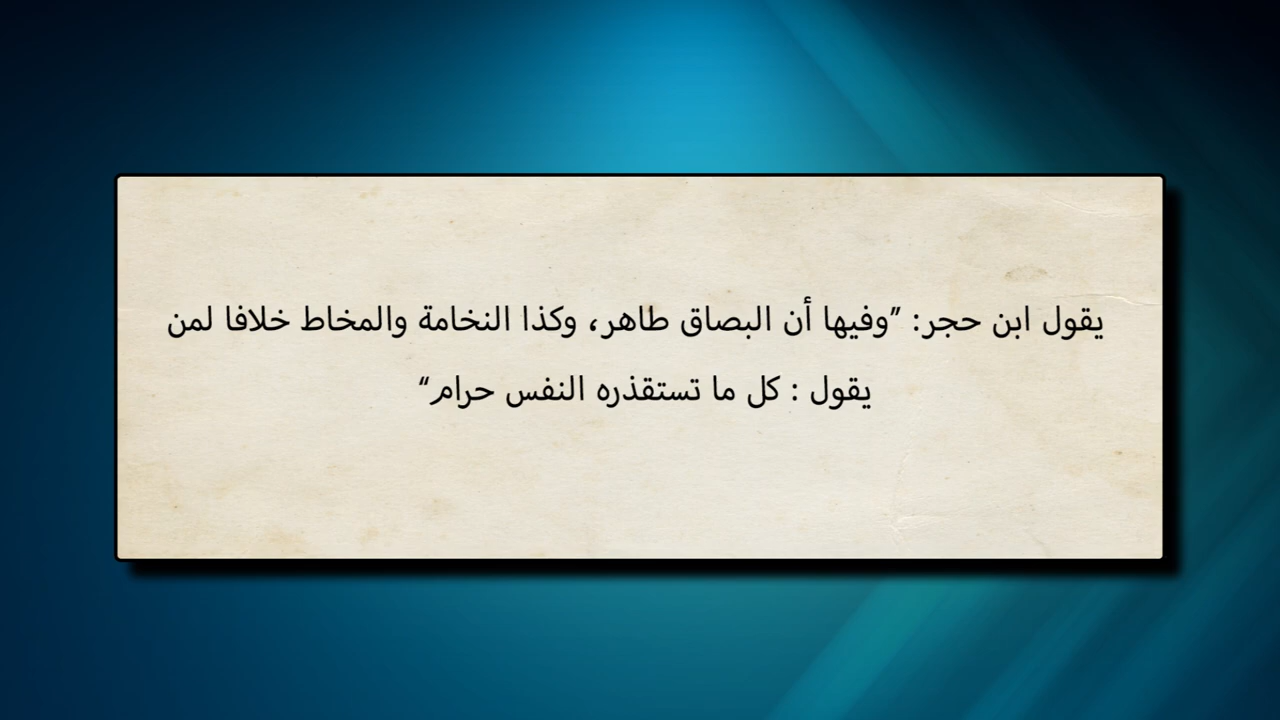 يقول ابن حجر: ”وفيها أن البصاق طاهر، وكذا النخامة والمخاط خلافا لمن
يقول : كل ما تستقذره النفس حرام“